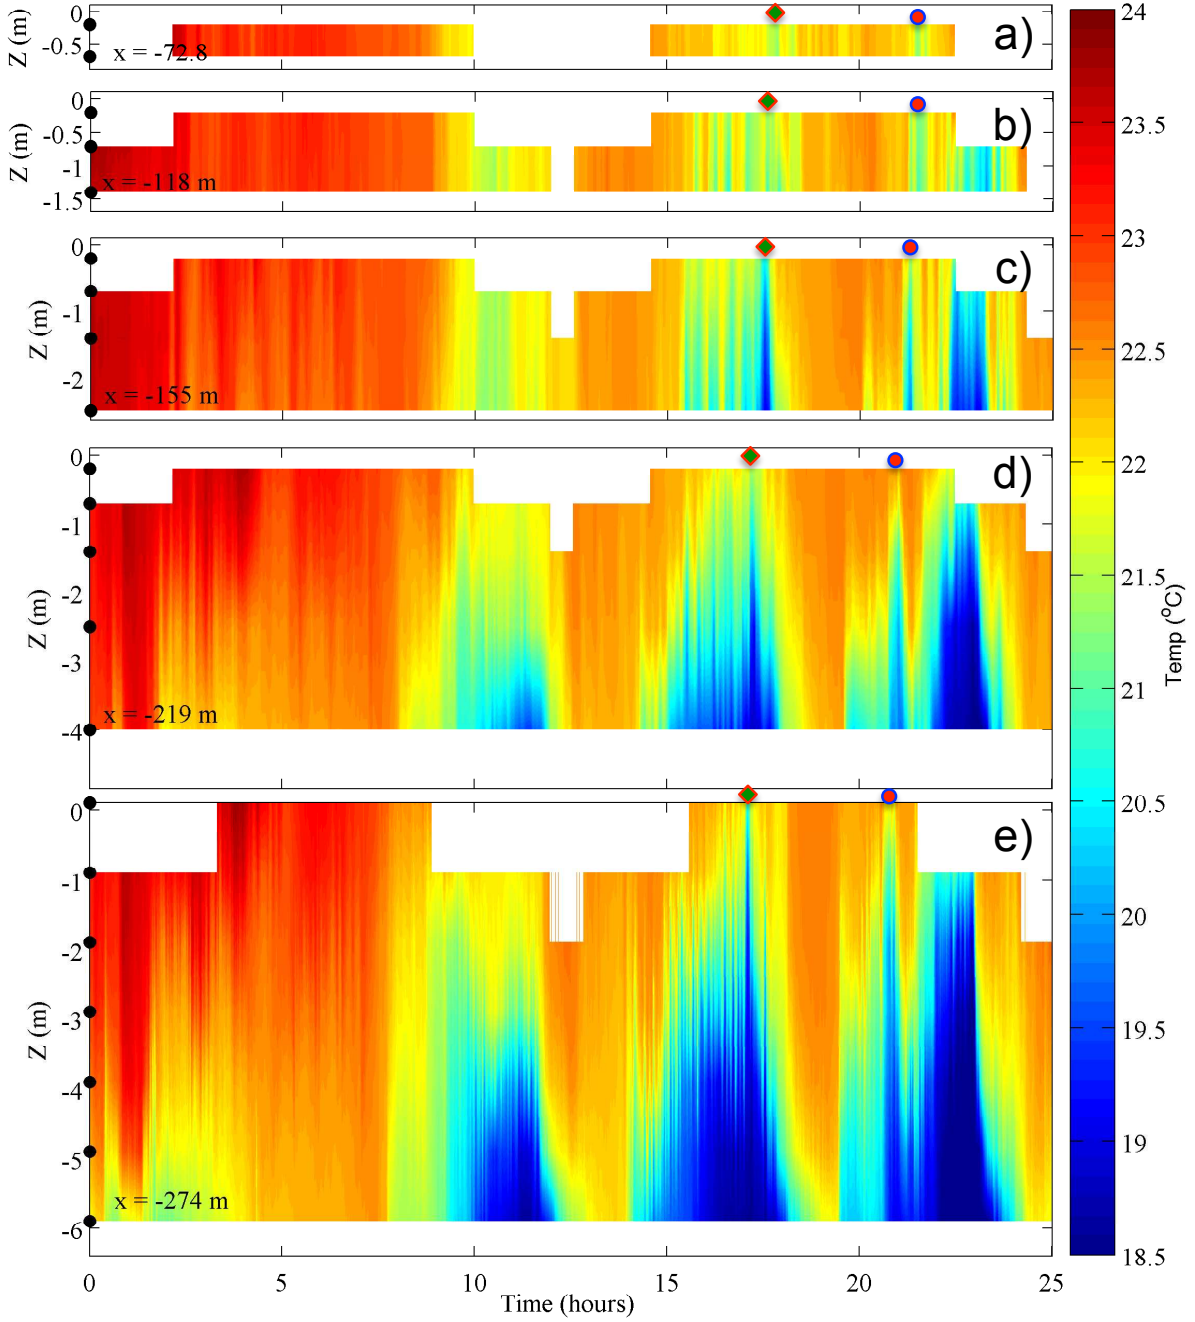 Z (m)
0
-0.5
x = -72.8
a)
Z (m)
0
-0.5
-1
-1.5
x = -118 m
b)
Z (m)
0
-1
-2
x = -155 m
c)
Z (m)
0
-1
-2
-3
-4
x = -219 m
d)
Z (m)
0
-1
-2
-3
-4
-5
-6
x = -274 m
e)
0 5 10 15 20 25
Time (hours)
24
23.5
23
22.5
22
21.5
21
20.5
20
19.5
19
18.5
Temp (°C)